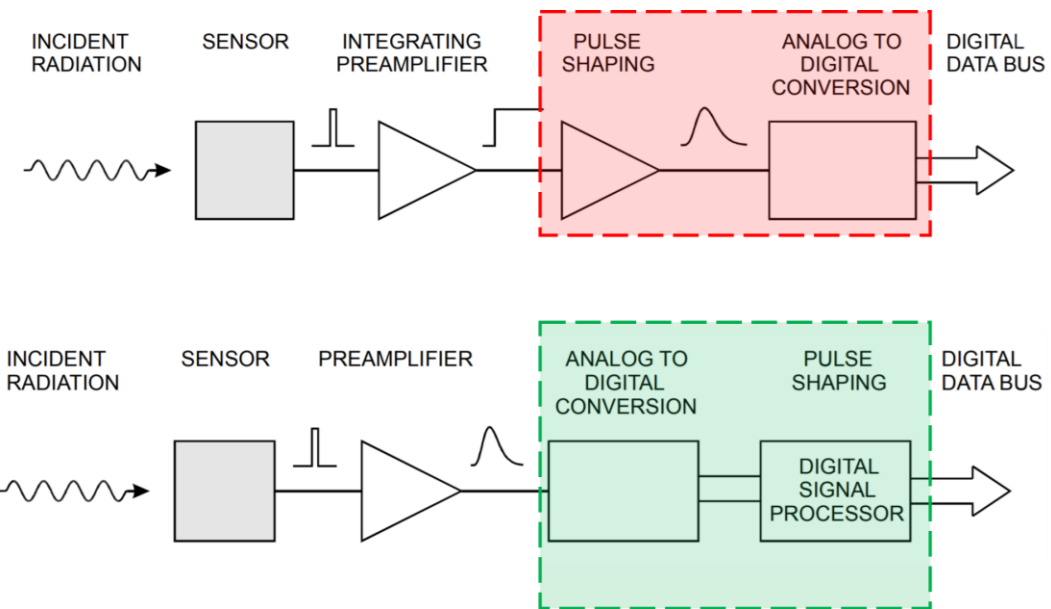 INCIDENT
RADIATION
SENSOR
INTEGRATING
PREAMPLIFIER
PULSE
SHAPING
ANALOG TO
DIGITAL
CONVERSION
DIGITAL
DATA BUS
INCIDENT
RADIATION
SENSOR
PREAMPLIFIER
ANALOG TO
DIGITAL
CONVERSION
PULSE
SHAPING
DIGITAL
DATA BUS
DIGITAL
SIGNAL
PROCESSOR